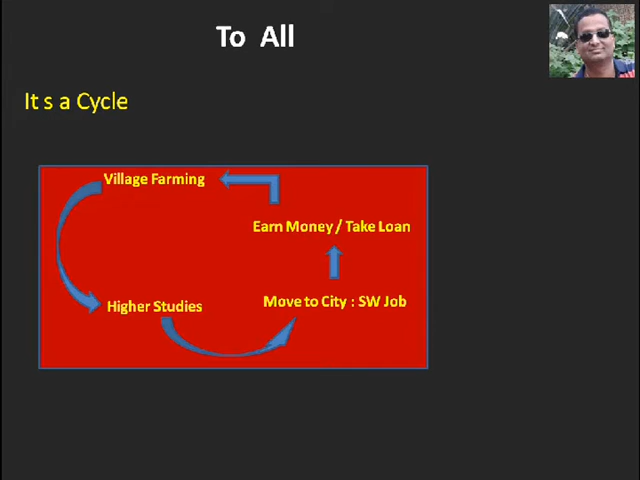 To All
It s a Cycle
Village Farming
Earn Money / Take Loan
Higher Studies
Move to City : SW Job